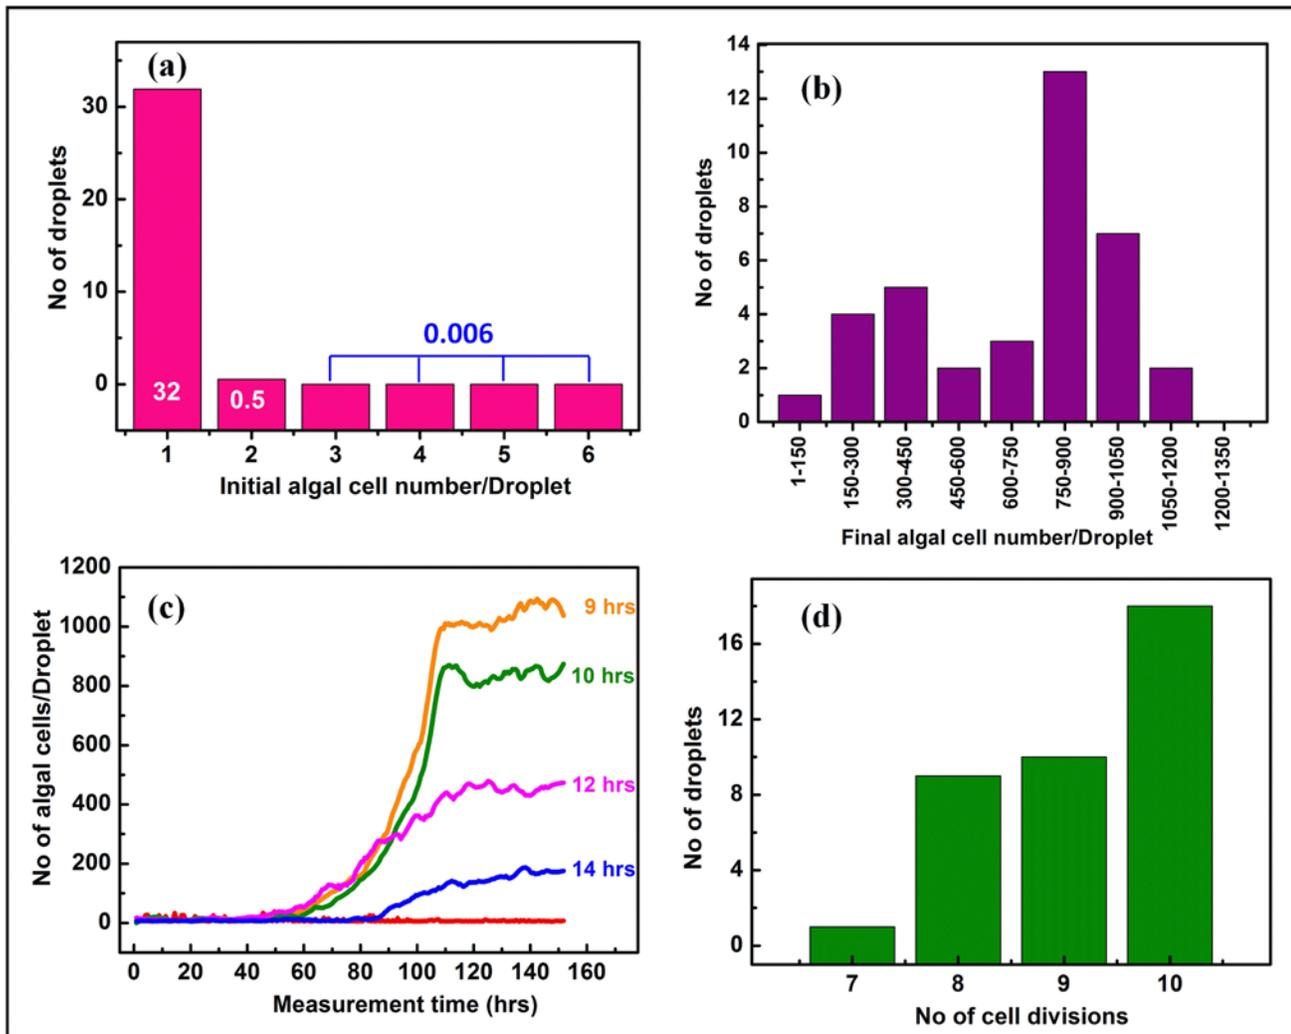 (a)
30
20
10
0
No of droplets
0.006
32
0.5
1 2 3 4 5 6
Initial algal cell number/Droplet
(b)
14
12
10
8
6
4
2
0
No of droplets
1-150
150-300
300-450
450-600
600-750
750-900
900-1050
1050-1200
1200-1350
Final algal cell number/Droplet
(c)
1200
1000
800
600
400
200
0
No of algal cells/Droplet
9 hrs
10 hrs
12 hrs
14 hrs
0 20 40 60 80 100 120 140 160
Measurement time (hrs)
(d)
16
12
8
4
0
No of droplets
7 8 9 10
No of cell divisions